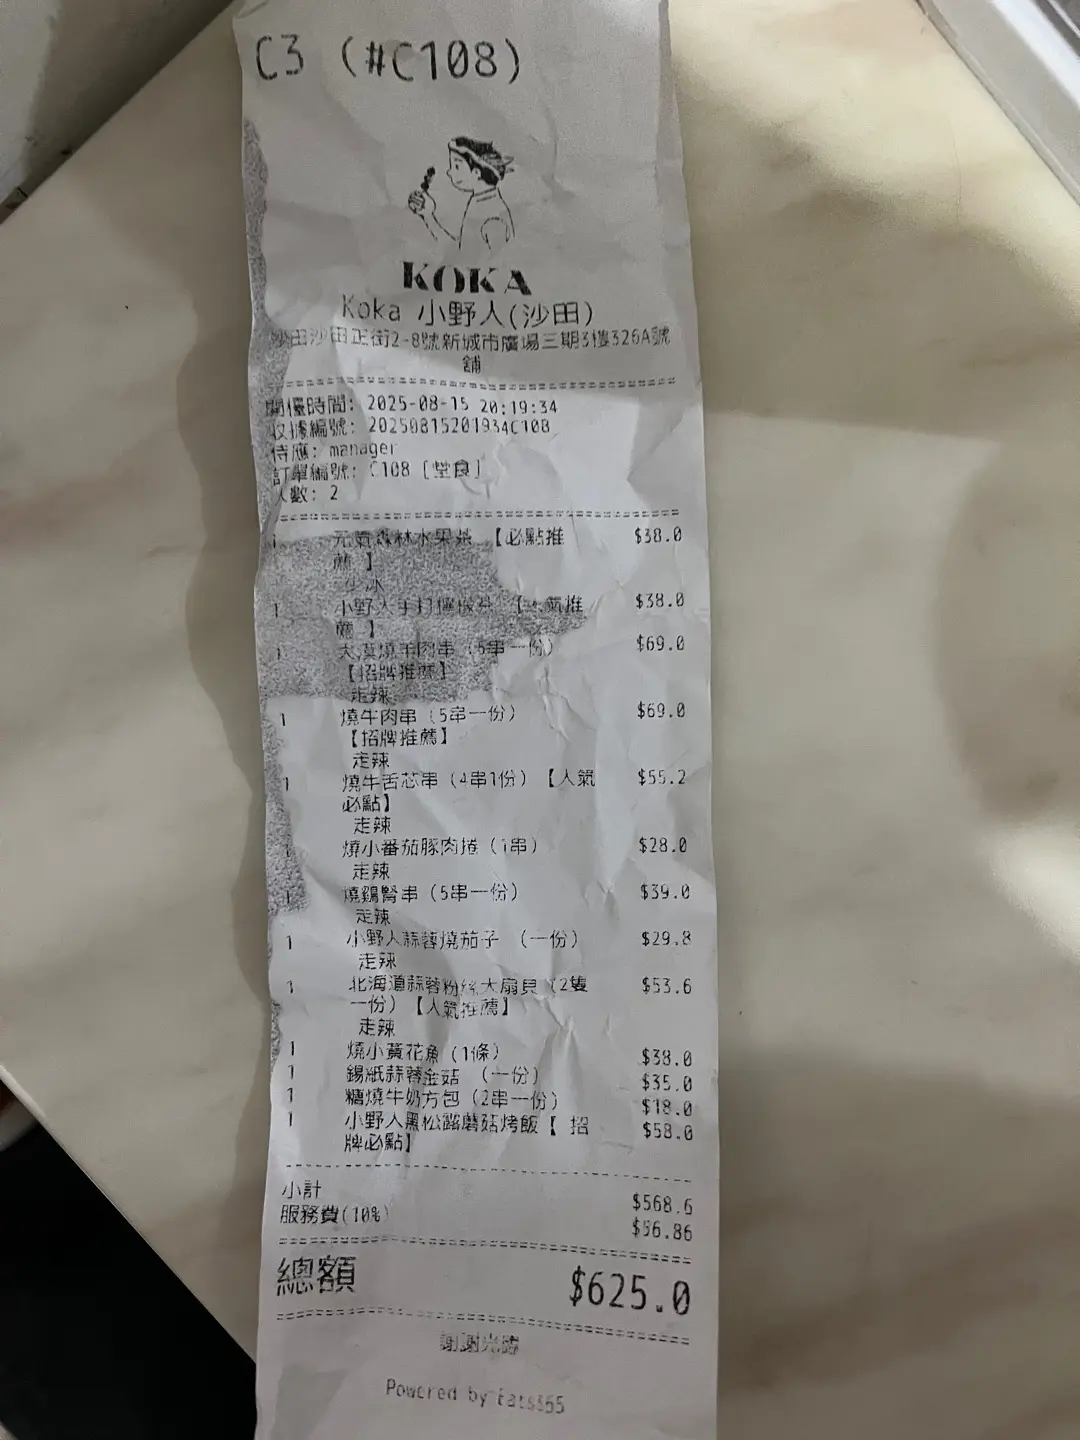 C3 (#C108)
KOKA
Koka 小野人(沙田)
沙田沙田正街2-8號新城市廣場三期3樓326A號
舖
開檯時間: 2025-08-15 20:19:34
收據編號: 20250815201934C108
侍應: manager
訂單編號: C108 [堂食]
人數: 2
1 元氣森林水果茶 【必點推 $38.0
薦 】
少冰
1 小野人手打檸檬茶 【人氣推 $38.0
薦 】
1 大漠燒羊肉串 (5串一份) $69.0
【招牌推薦】
走辣
1 燒牛肉串 (5串一份) $69.0
【招牌推薦】
走辣
1 燒牛舌芯串 (4串1份) 【人氣 $55.2
必點】
走辣
1 燒小番茄豚肉捲 (1串) $28.0
走辣
1 燒鷄腎串 (5串一份) $39.0
走辣
1 小野人蒜蓉燒茄子 (一份) $29.8
走辣
1 北海道蒜蓉粉絲大扇貝 (2隻 $53.6
一份) 【人氣推薦】
走辣
1 燒小黃花魚 (1條) $38.0
1 錫紙蒜蓉金菇 (一份) $35.0
1 糖燒牛奶方包 (2串一份) $18.0
1 小野人黑松露蘑菇烤飯【 招 $58.0
牌必點】
小計 $568.6
服務費(10%) $56.86
總額 $625.0
謝謝光臨
Powered by Eats365